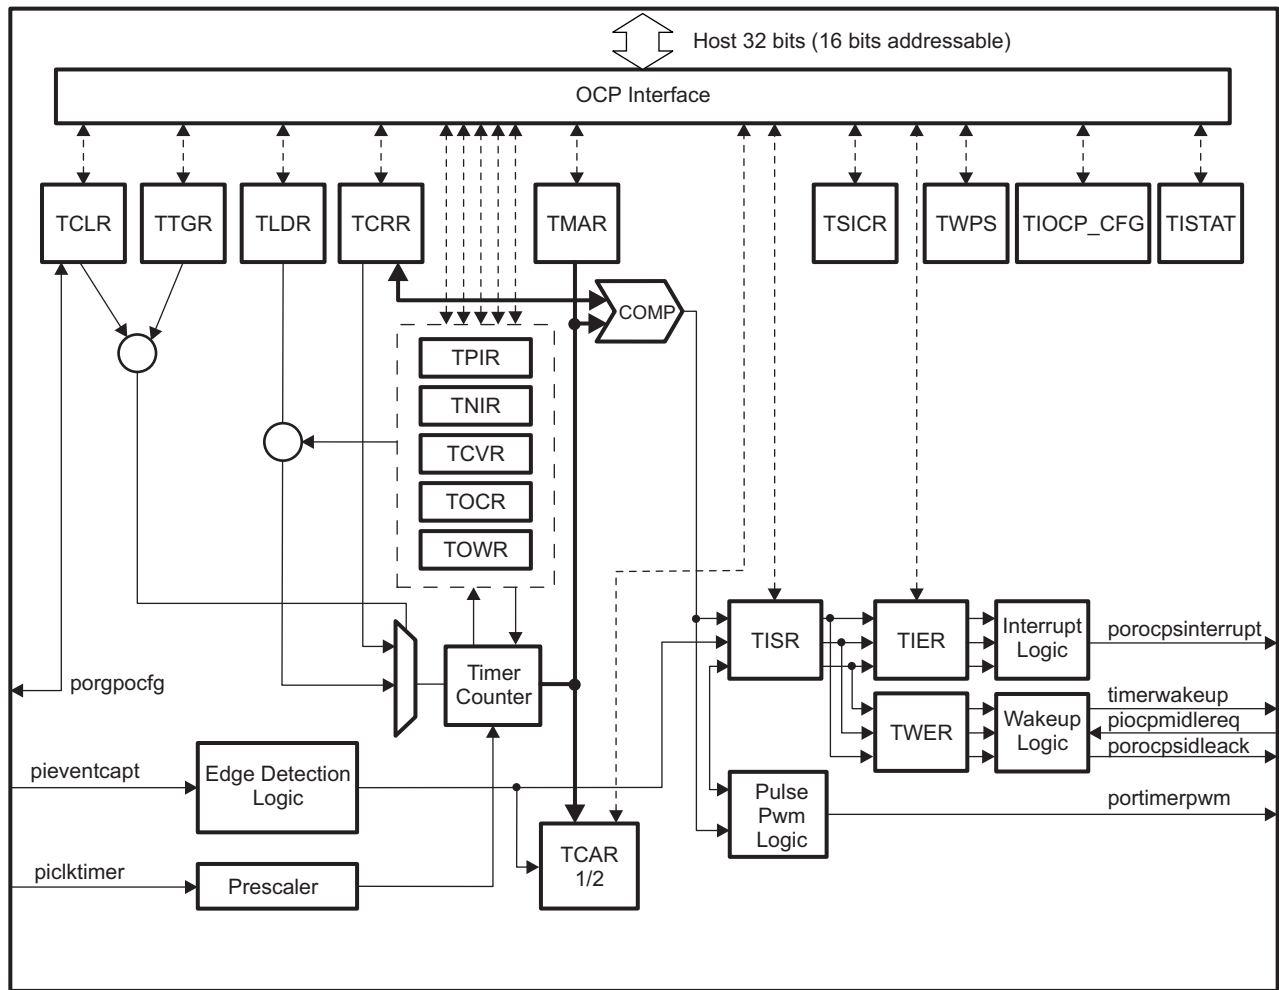 Host 32 bits (16 bits addressable)
OCP Interface
TCLR
TTGR
TLDR
TCRR
TMAR
TSICR
TWPS
TIOCP_CFG
TISTAT
COMP
TPIR
TNIR
TCVR
TOCR
TOWR
TISR
TIER
Interrupt
Logic
porocpsinterrupt
Timer
Counter
porgpocfg
TWER
Wakeup
Logic
timerwakeup
piocpmidlereq
porocpsidleack
pieventcapt
Edge Detection
Logic
Pulse
Pwm
Logic
portimerpwm
TCAR
1/2
piclktimer
Prescaler